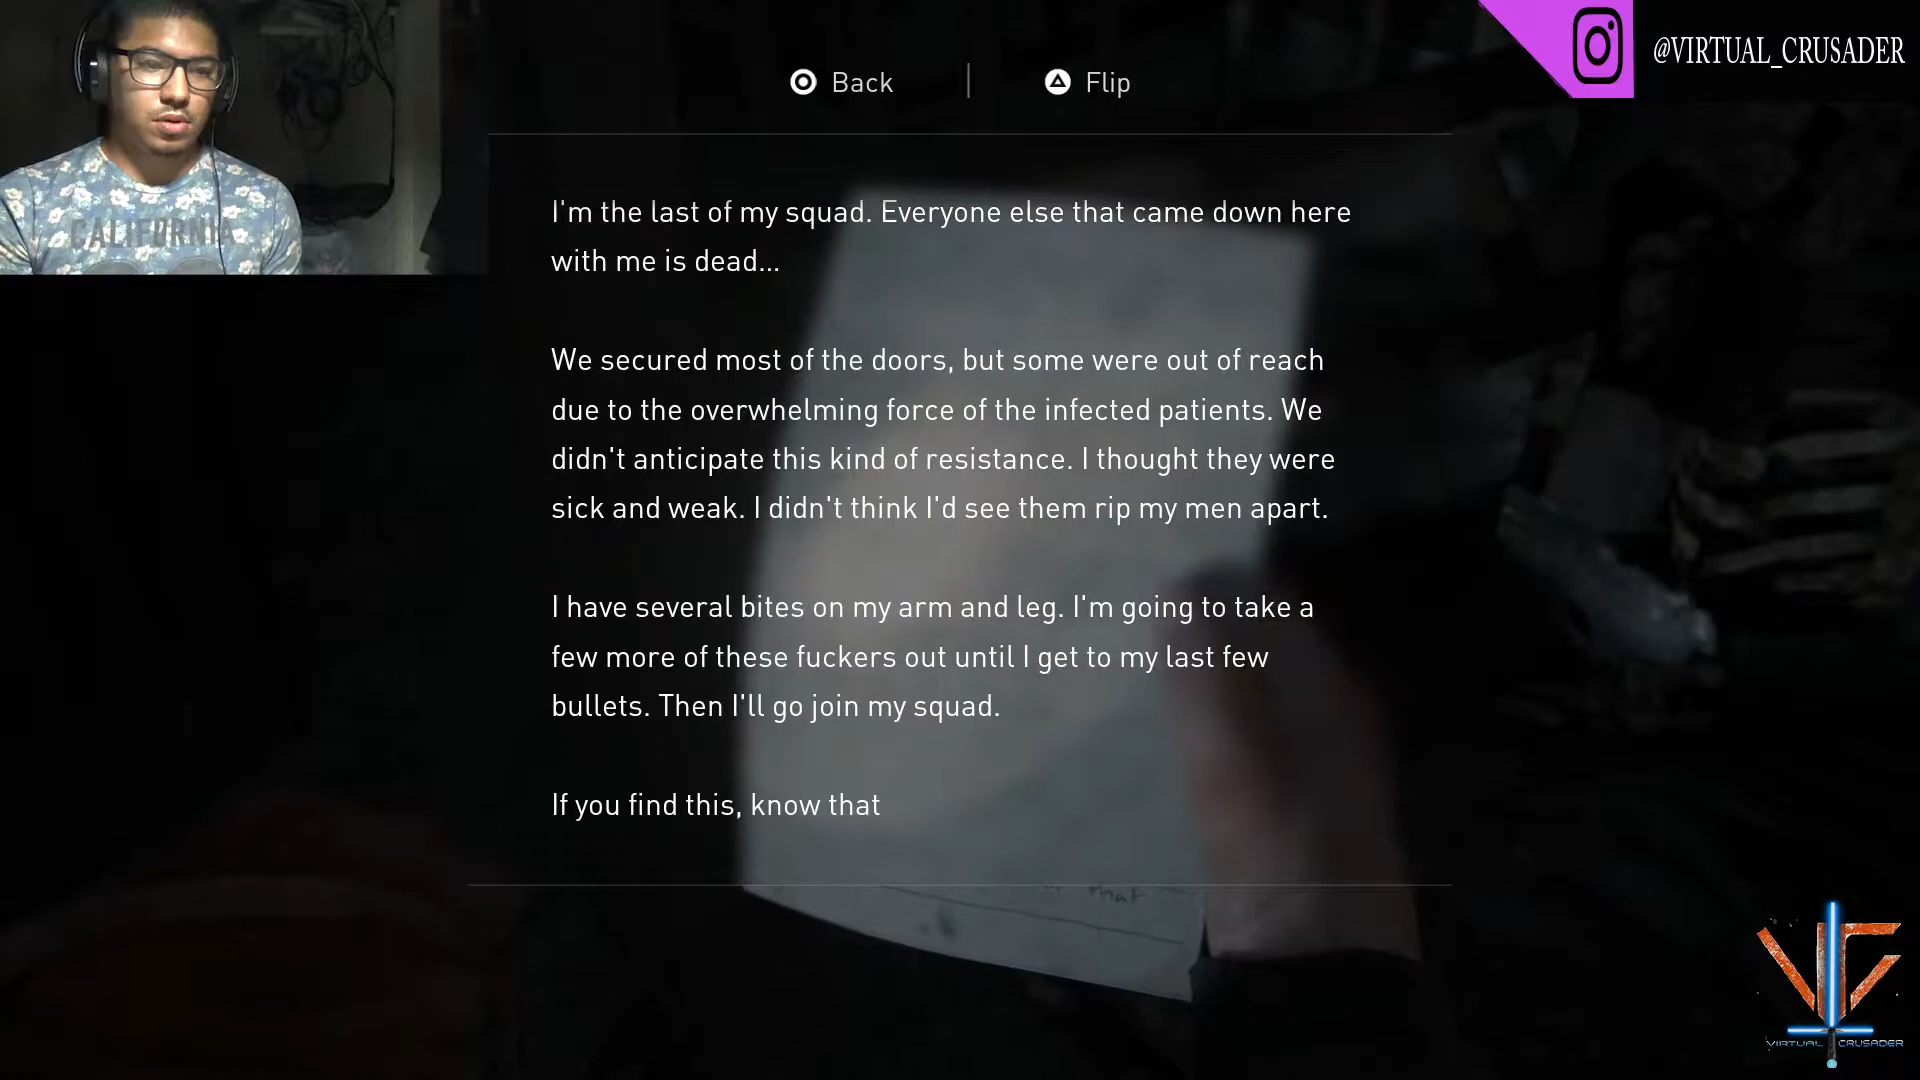 @VIRTUAL_CRUSADER
Back | Flip
CALIFORNIA
I'm the last of my squad. Everyone else that came down here
with me is dead...
We secured most of the doors, but some were out of reach
due to the overwhelming force of the infected patients. We
didn't anticipate this kind of resistance. I thought they were
sick and weak. I didn't think I'd see them rip my men apart.
I have several bites on my arm and leg. I'm going to take a
few more of these fuckers out until I get to my last few
bullets. Then I'll go join my squad.
If you find this, know that
that
VIRTUAL CRUSADER